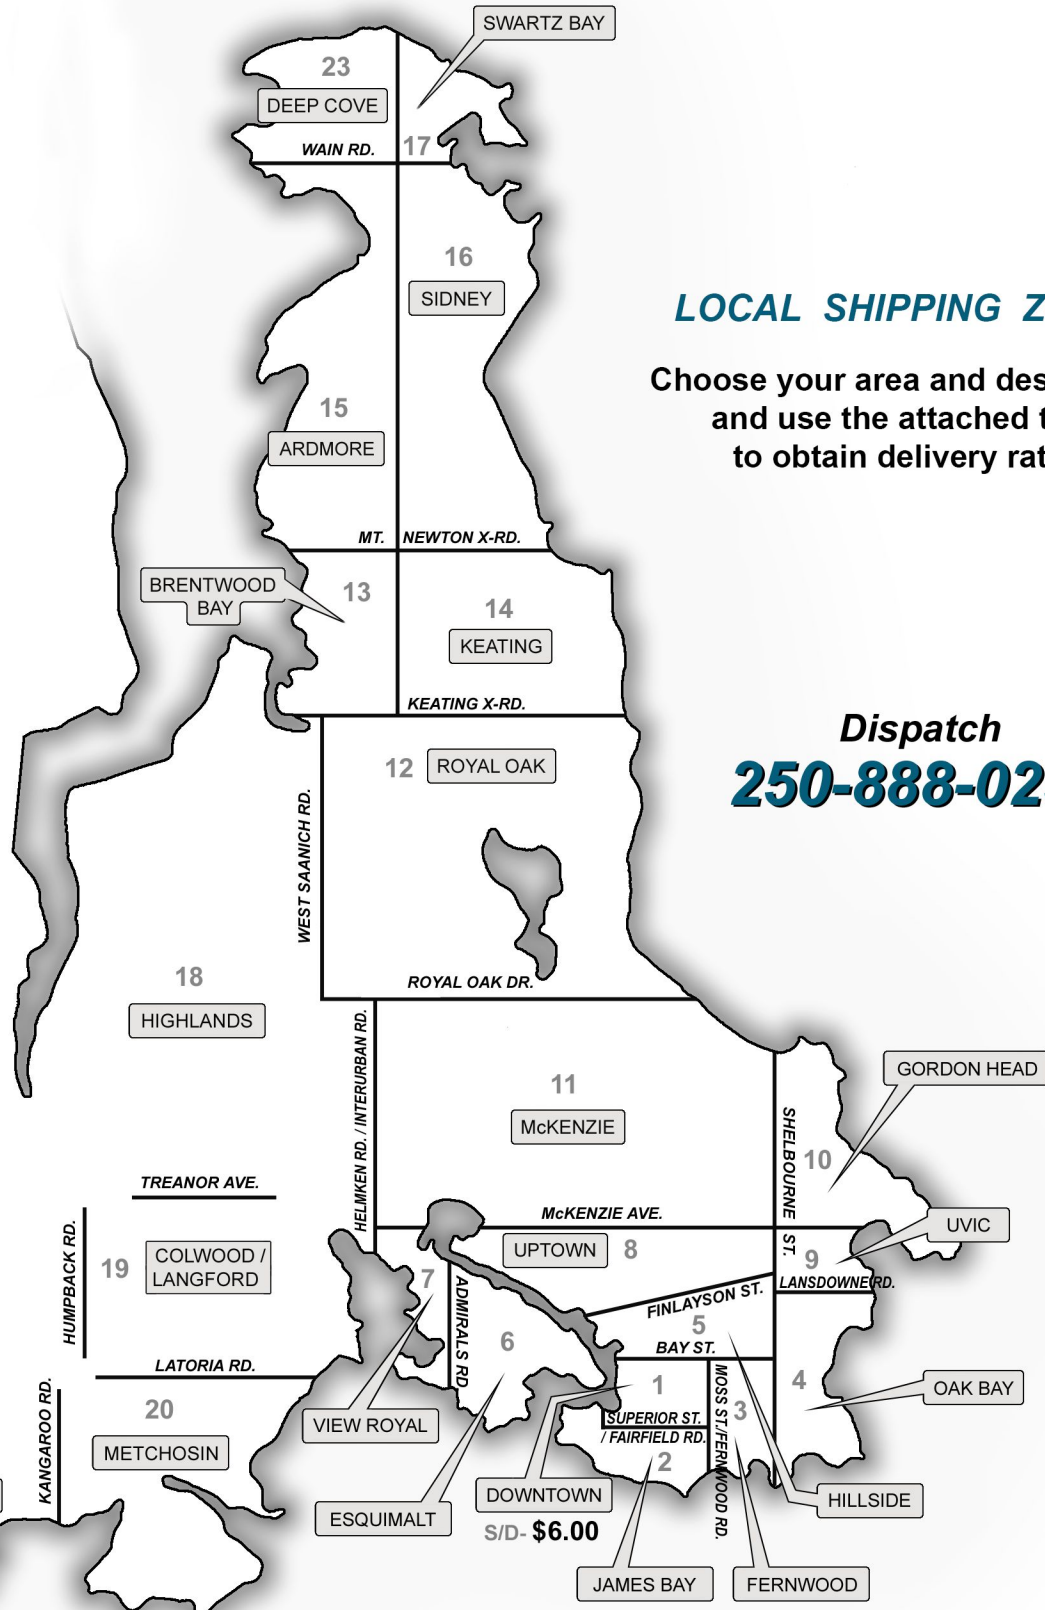 SWARTZ BAY
23
DEEP COVE
17
WAIN RD.
16
SIDNEY
LOCAL SHIPPING Z
Choose your area and des
and use the attached t
to obtain delivery rat
15
ARDMORE
MT. NEWTON X-RD.
BRENTWOOD
BAY
13
14
KEATING
KEATING X-RD.
Dispatch
250-888-02
12
ROYAL OAK
WEST SAANICH RD.
18
HIGHLANDS
ROYAL OAK DR.
HELMKEN RD. / INTERURBAN RD.
11
McKENZIE
GORDON HEAD
SHELBOURNE ST.
10
TREANOR AVE.
McKENZIE AVE.
UVIC
HUMPBACK RD.
19
COLWOOD /
LANGFORD
UPTOWN
8
9
7
ADMIRALS RD
LANSDOWNE RD.
FINLAYSON ST.
5
6
BAY ST.
LATORIA RD.
KANGAROO RD.
20
METCHOSIN
VIEW ROYAL
1
MOSS ST./FERNWOOD RD.
3
4
OAK BAY
SUPERIOR ST.
/ FAIRFIELD RD.
2
ESQUIMALT
DOWNTOWN
S/D- $6.00
HILLSIDE
JAMES BAY
FERNWOOD